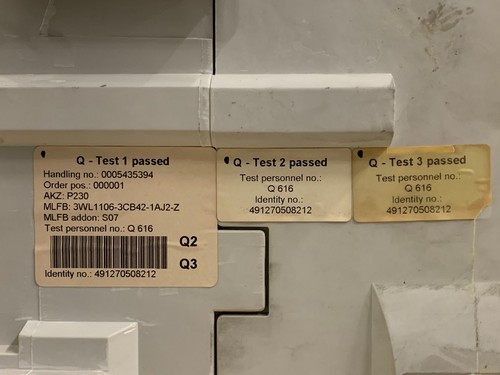 Q - Test 1 passed
Handling no.: 0005435394
Order pos.: 000001
AKZ: P230
MLFB: 3WL1106-3CB42-1AJ2-Z
MLFB addon: S07
Test personnel no.: Q 616
Q2
Q3
Identity no.: 491270508212
Q - Test 2 passed
Test personnel no.:
Q 616
Identity no.:
491270508212
Q - Test 3 passed
Test personnel no.:
Q 616
Identity no.:
491270508212